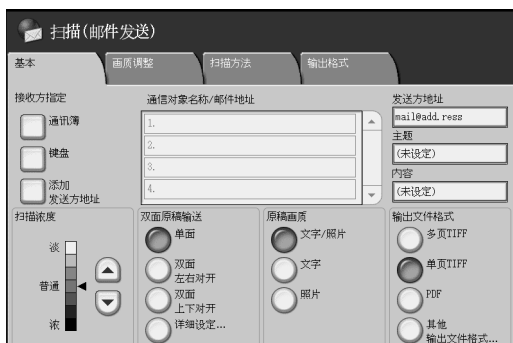 扫描(邮件发送)
基本
画质调整
扫描方法
输出格式
接收方指定
通讯簿
键盘
添加
发送方地址
通信对象名称/邮件地址
1.
2.
3.
4.
发送方地址
mail@add.ress
主题
(未设定)
内容
(未设定)
扫描浓度
淡
普通
浓
双面原稿输送
单面
双面
左右对开
双面
上下对开
详细设定...
原稿画质
文字/照片
文字
照片
输出文件格式
多页TIFF
单页TIFF
PDF
其他
输出文件格式...